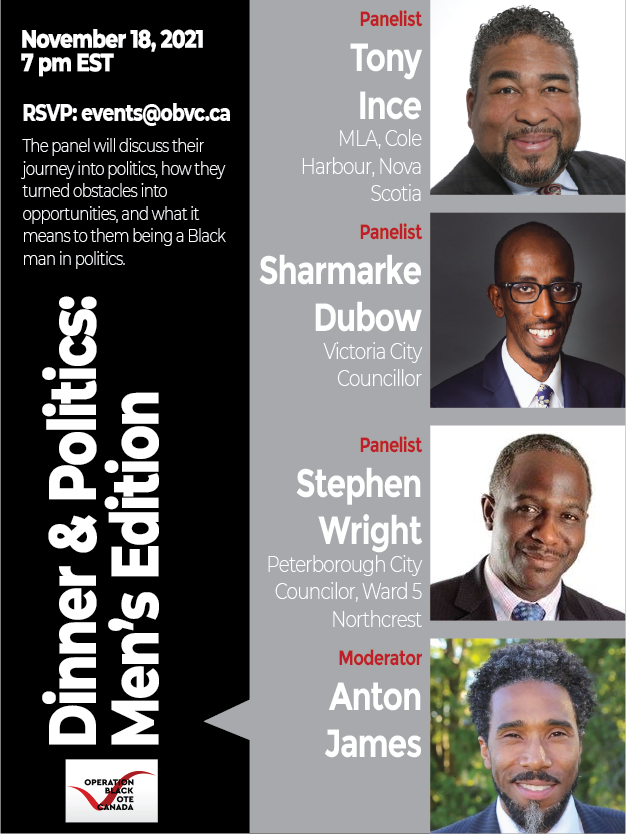 November 18, 2021
7 pm EST
RSVP: events@obvc.ca
The panel will discuss their
journey into politics, how they
turned obstacles into
opportunities, and what it
means to them being a Black
man in politics.
Dinner & Politics:
Men's Edition
OPERATION
BLACK
OTE
CANADA
Panelist
Tony
Ince
MLA, Cole
Harbour, Nova
Scotia
Panelist
Sharmarke
Dubow
Victoria City
Councillor
Panelist
Stephen
Wright
Peterborough City
Councilor, Ward 5
Northcrest
Moderator
Anton
James